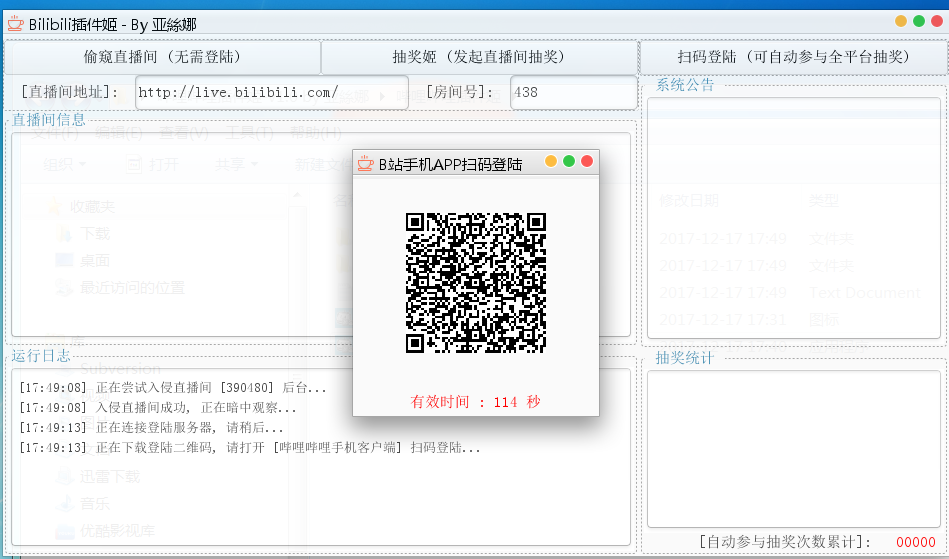 Bilibili插件姬 - By 亚絲娜
偷窥直播间 (无需登陆)
抽奖姬 (发起直播间抽奖)
扫码登陆 (可自动参与全平台抽奖)
[直播间地址]: http://live.bilibili.com/ [房间号]: 438
系统公告
直播间信息
文件(F) 编辑(E) 查看(V) 工具(T) 帮助(H)
组织 打开 共享 新建文件
B站手机APP扫码登陆
收藏夹
修改日期 类型
下载
2017-12-17 17:49 文件夹
桌面
2017-12-17 17:49 文件夹
最近访问的位置
2017-12-17 17:49 Text Document
2017-12-17 17:31 图标
有效时间 : 114 秒
运行日志
抽奖统计
Subversion
[17:49:08] 正在尝试入侵直播间 [390480] 后台...
[17:49:08] 入侵直播间成功, 正在暗中观察...
[17:49:13] 正在连接登陆服务器, 请稍后...
[17:49:13] 正在下载登陆二维码, 请打开 [哔哩哔哩手机客户端] 扫码登陆...
迅雷下载
音乐
优酷影视库
[自动参与抽奖次数累计]: 00000